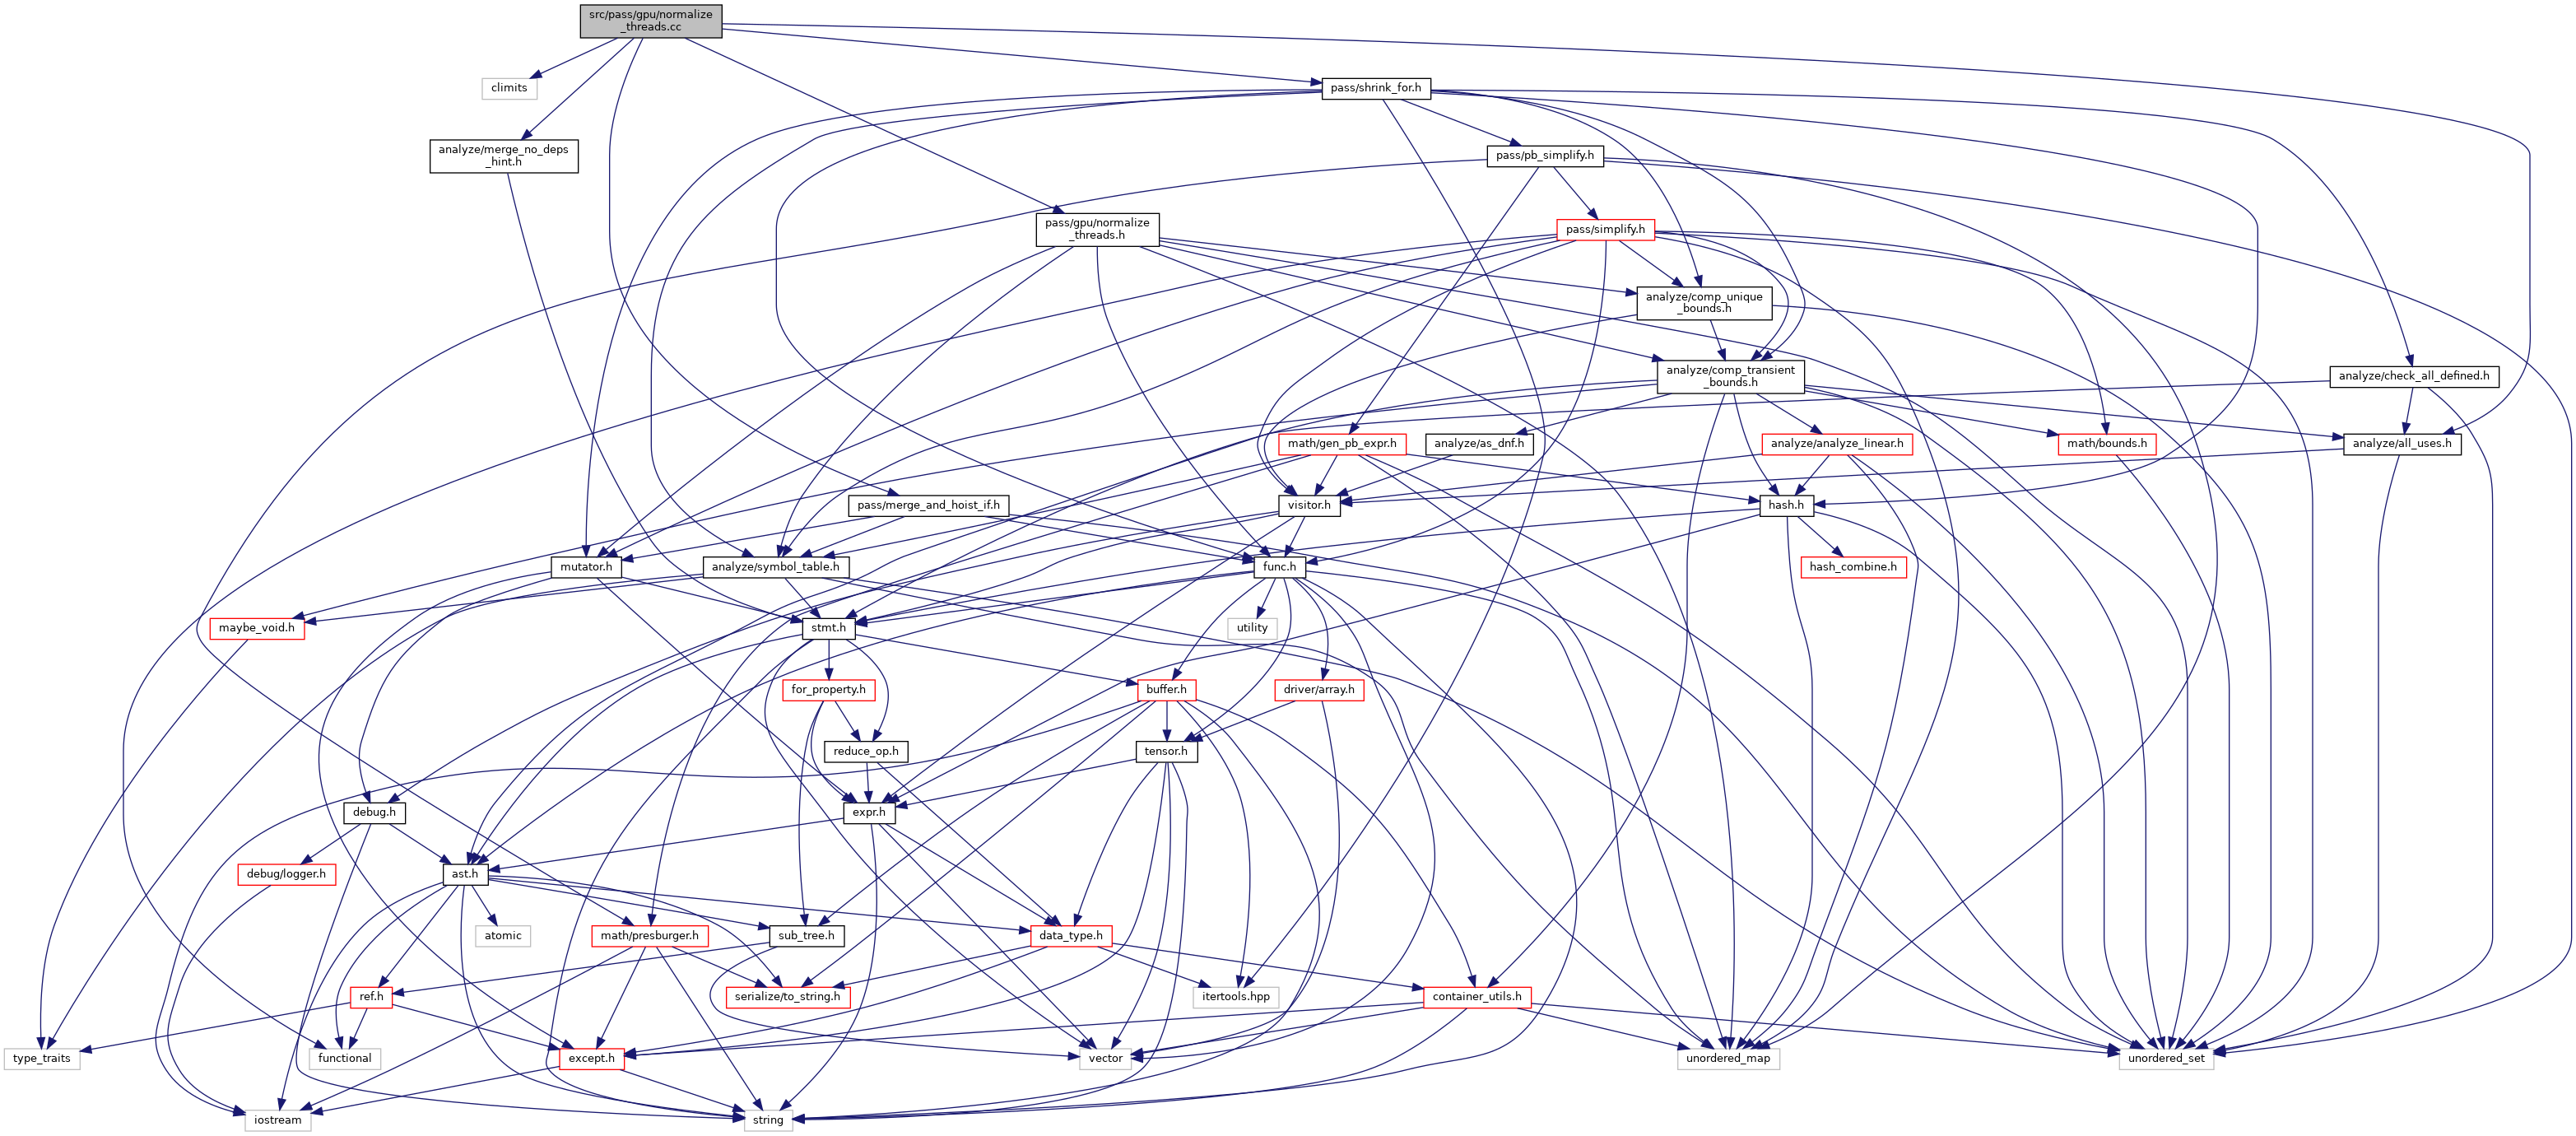 src/pass/gpu/normalize
_threads.cc
climits
pass/shrink_for.h
analyze/merge_no_deps
_hint.h
pass/pb_simplify.h
pass/gpu/normalize
_threads.h
pass/simplify.h
analyze/comp_unique
_bounds.h
analyze/comp_transient
_bounds.h
analyze/check_all_defined.h
math/gen_pb_expr.h
analyze/as_dnf.h
analyze/analyze_linear.h
math/bounds.h
analyze/all_uses.h
pass/merge_and_hoist_if.h
visitor.h
hash.h
mutator.h
analyze/symbol_table.h
func.h
hash_combine.h
maybe_void.h
stmt.h
utility
for_property.h
buffer.h
driver/array.h
reduce_op.h
tensor.h
debug.h
expr.h
debug/logger.h
ast.h
atomic
math/presburger.h
sub_tree.h
data_type.h
ref.h
serialize/to_string.h
itertools.hpp
container_utils.h
type_traits
functional
except.h
vector
unordered_map
unordered_set
iostream
string